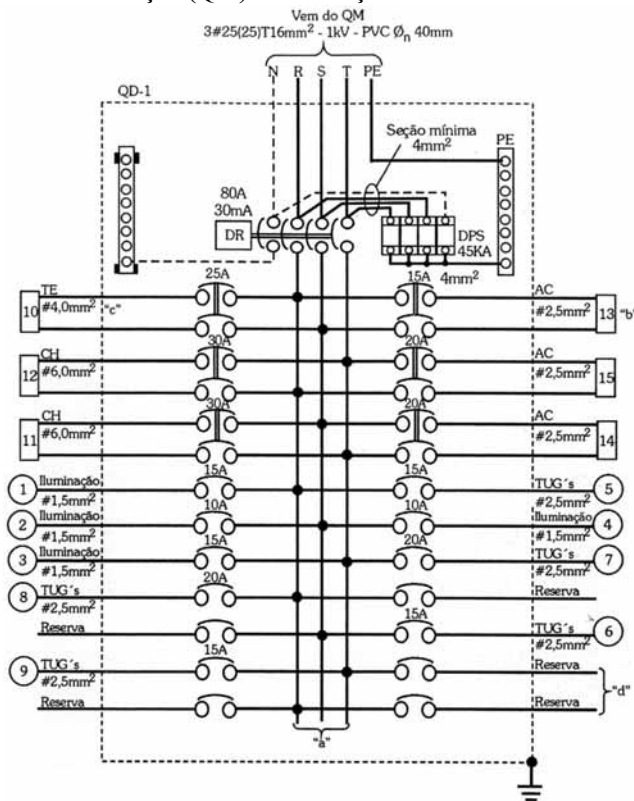 Vem do QM
3#25(25)T16mm² - 1kV - PVC Øn 40mm
N R S T PE
QD-1
Seção mínima
4mm²
PE
80A
30mA
DR
DPS
45KA
4mm²
25A
15A
TE
AC
10
#4,0mm²
"c"
#2,5mm²
13
"b"
30A
20A
CH
AC
12
#6,0mm²
#2,5mm²
15
30A
20A
CH
AC
11
#6,0mm²
#2,5mm²
14
15A
15A
1
Iluminação
#1,5mm²
TUG´s
#2,5mm²
5
10A
10A
2
Iluminação
#1,5mm²
Iluminação
#1,5mm²
4
15A
20A
3
Iluminação
#1,5mm²
TUG´s
#2,5mm²
7
20A
8
TUG´s
#2,5mm²
Reserva
15A
Reserva
TUG´s
#2,5mm²
6
15A
9
TUG´s
#2,5mm²
Reserva
Reserva
Reserva
"d"
"a"